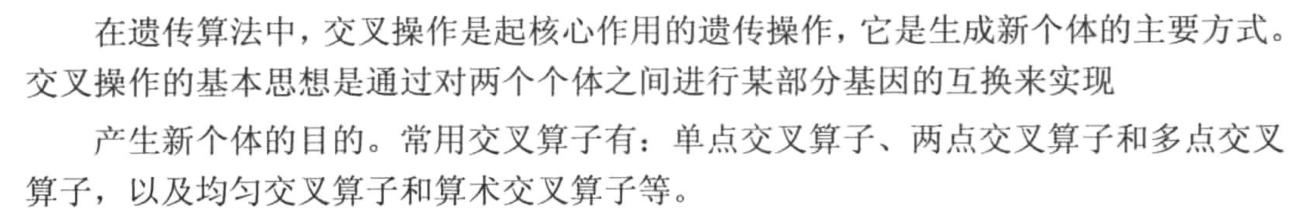 在遗传算法中，交叉操作是起核心作用的遗传操作，它是生成新个体的主要方式。
交叉操作的基本思想是通过对两个个体之间进行某部分基因的互换来实现
产生新个体的目的。常用交叉算子有：单点交叉算子、两点交叉算子和多点交叉
算子，以及均匀交叉算子和算术交叉算子等。